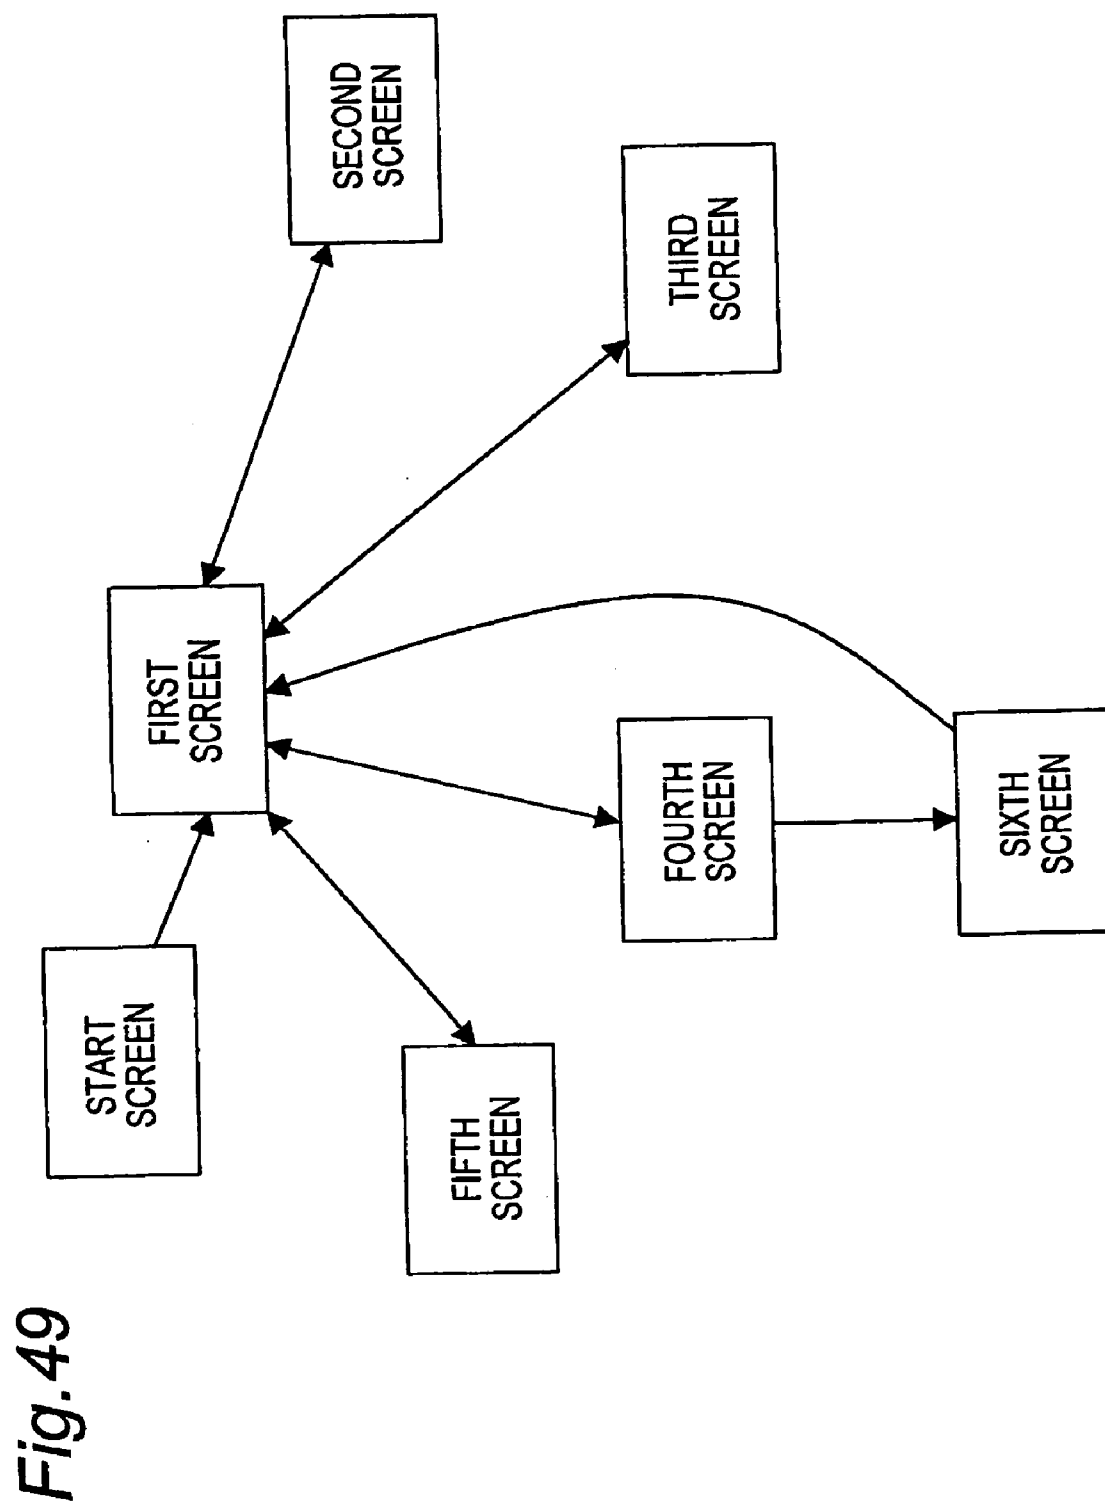 Fig.49
START
SCREEN
FIRST
SCREEN
SECOND
SCREEN
FIFTH
SCREEN
FOURTH
SCREEN
THIRD
SCREEN
SIXTH
SCREEN